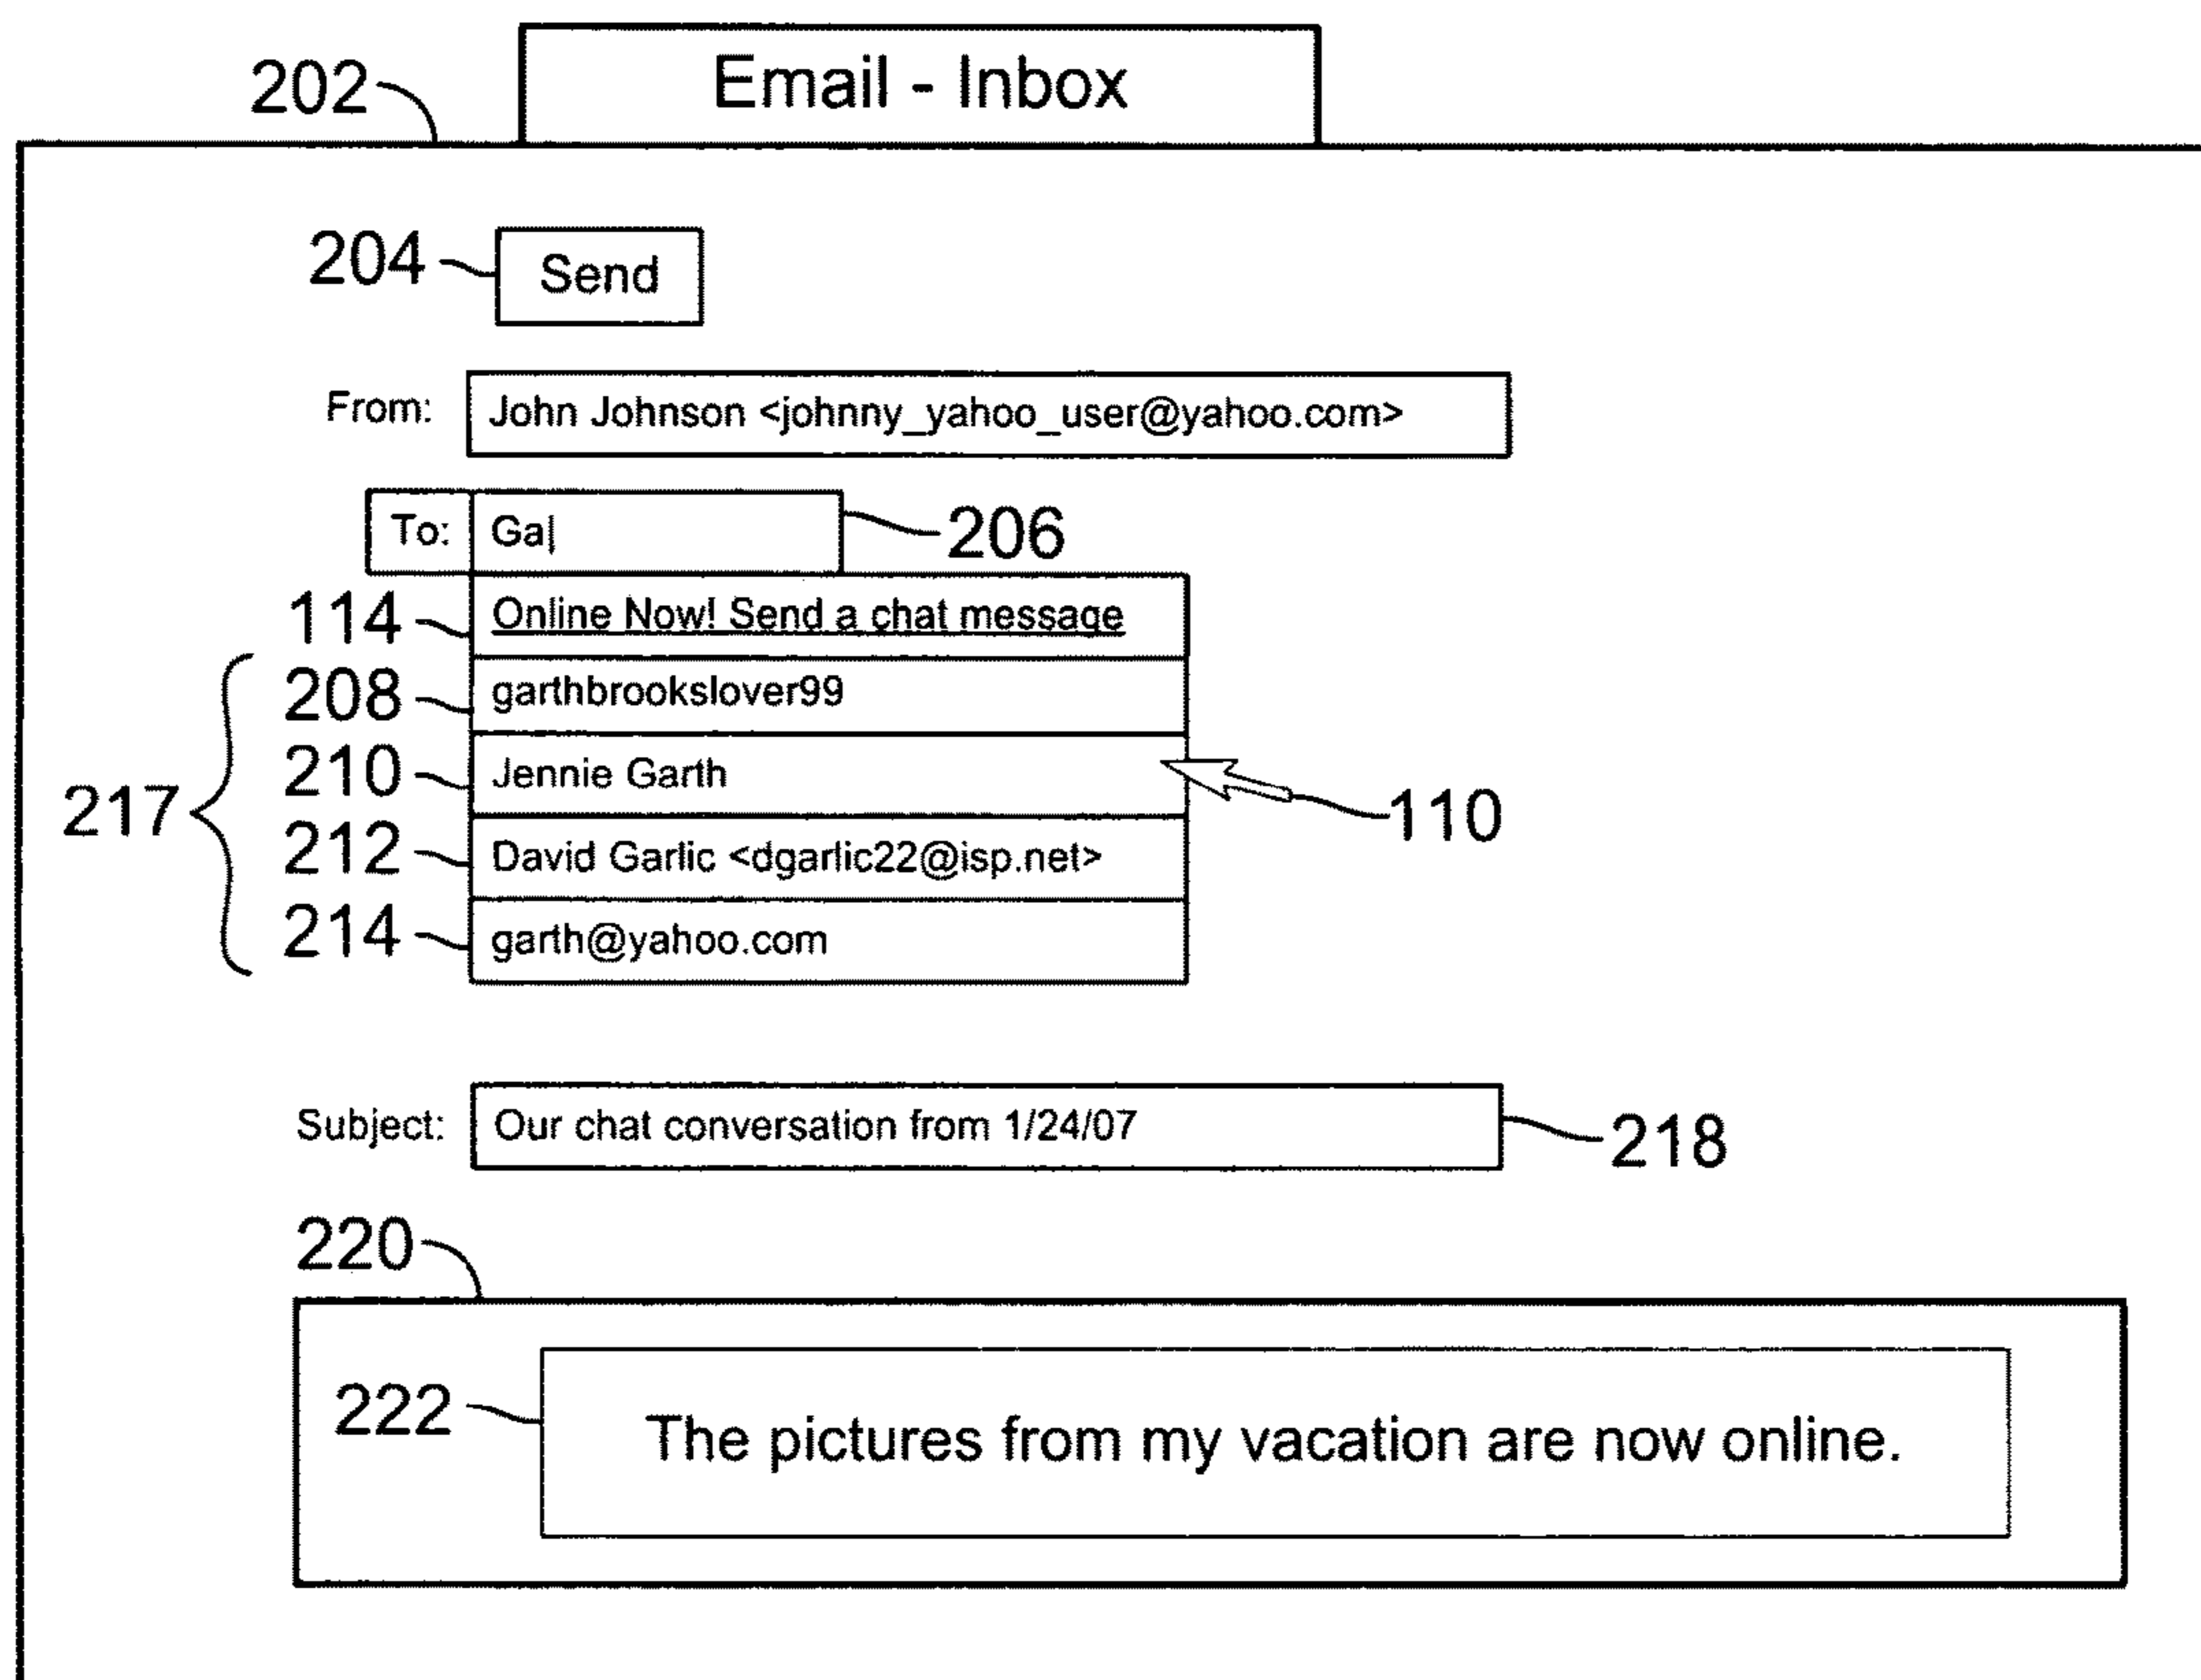 Email - Inbox
202
204 Send
From: John Johnson <johnny_yahoo_user@yahoo.com>
To: Ga| 206
114 Online Now! Send a chat message
208 garthbrookslover99
210 Jennie Garth
110
217
212 David Garlic <dgarlic22@isp.net>
214 garth@yahoo.com
Subject: Our chat conversation from 1/24/07 218
220
222 The pictures from my vacation are now online.